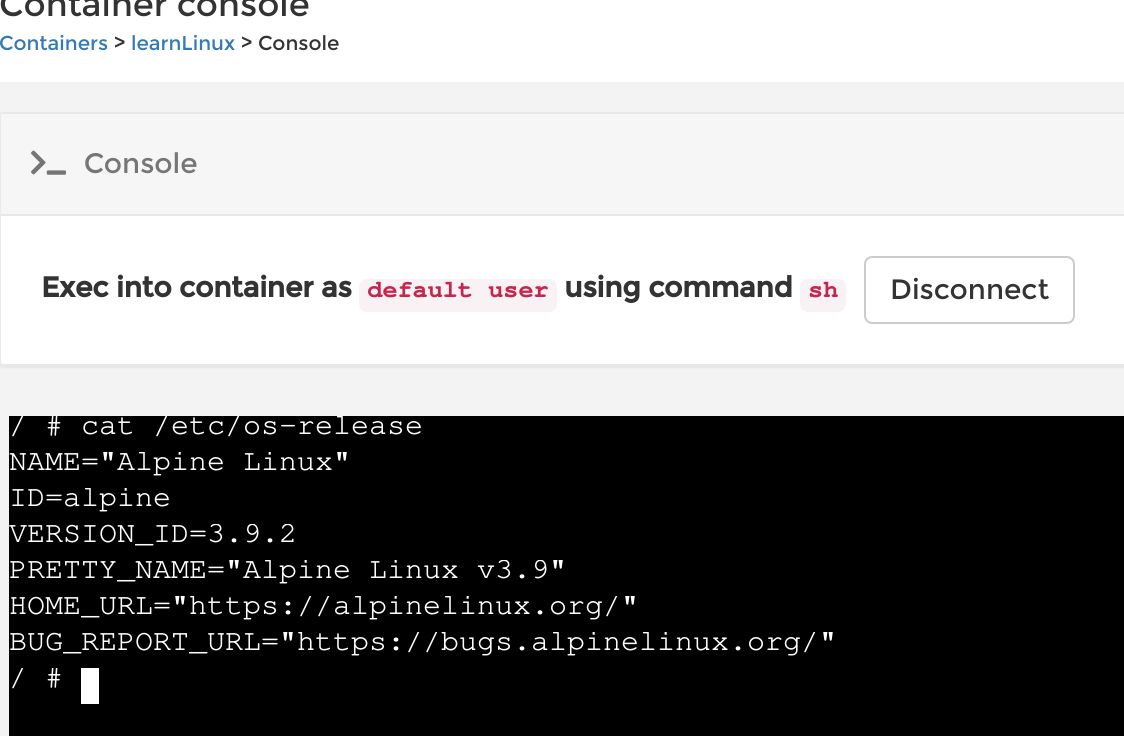 Container console
Containers > learnLinux > Console
Console
Exec into container as default user using command sh Disconnect
/ # cat /etc/os-release
NAME="Alpine Linux"
ID=alpine
VERSION_ID=3.9.2
PRETTY_NAME="Alpine Linux v3.9"
HOME_URL="https://alpinelinux.org/"
BUG_REPORT_URL="https://bugs.alpinelinux.org/"
/ #